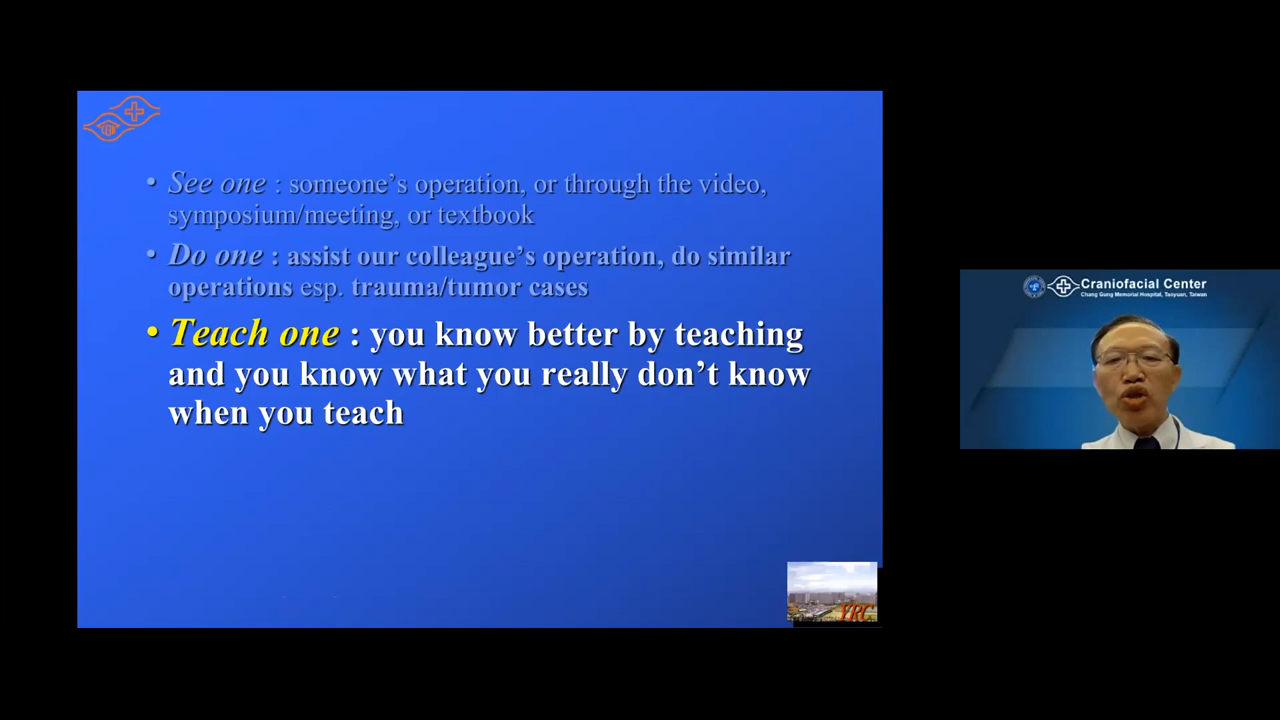 • See one : someone's operation, or through the video,
symposium/meeting, or textbook
• Do one : assist our colleague's operation, do similar
operations esp. trauma/tumor cases
• Teach one : you know better by teaching
and you know what you really don't know
when you teach
YRC
Craniofacial Center
Chang Gung Memorial Hospital, Taoyuan, Taiwan